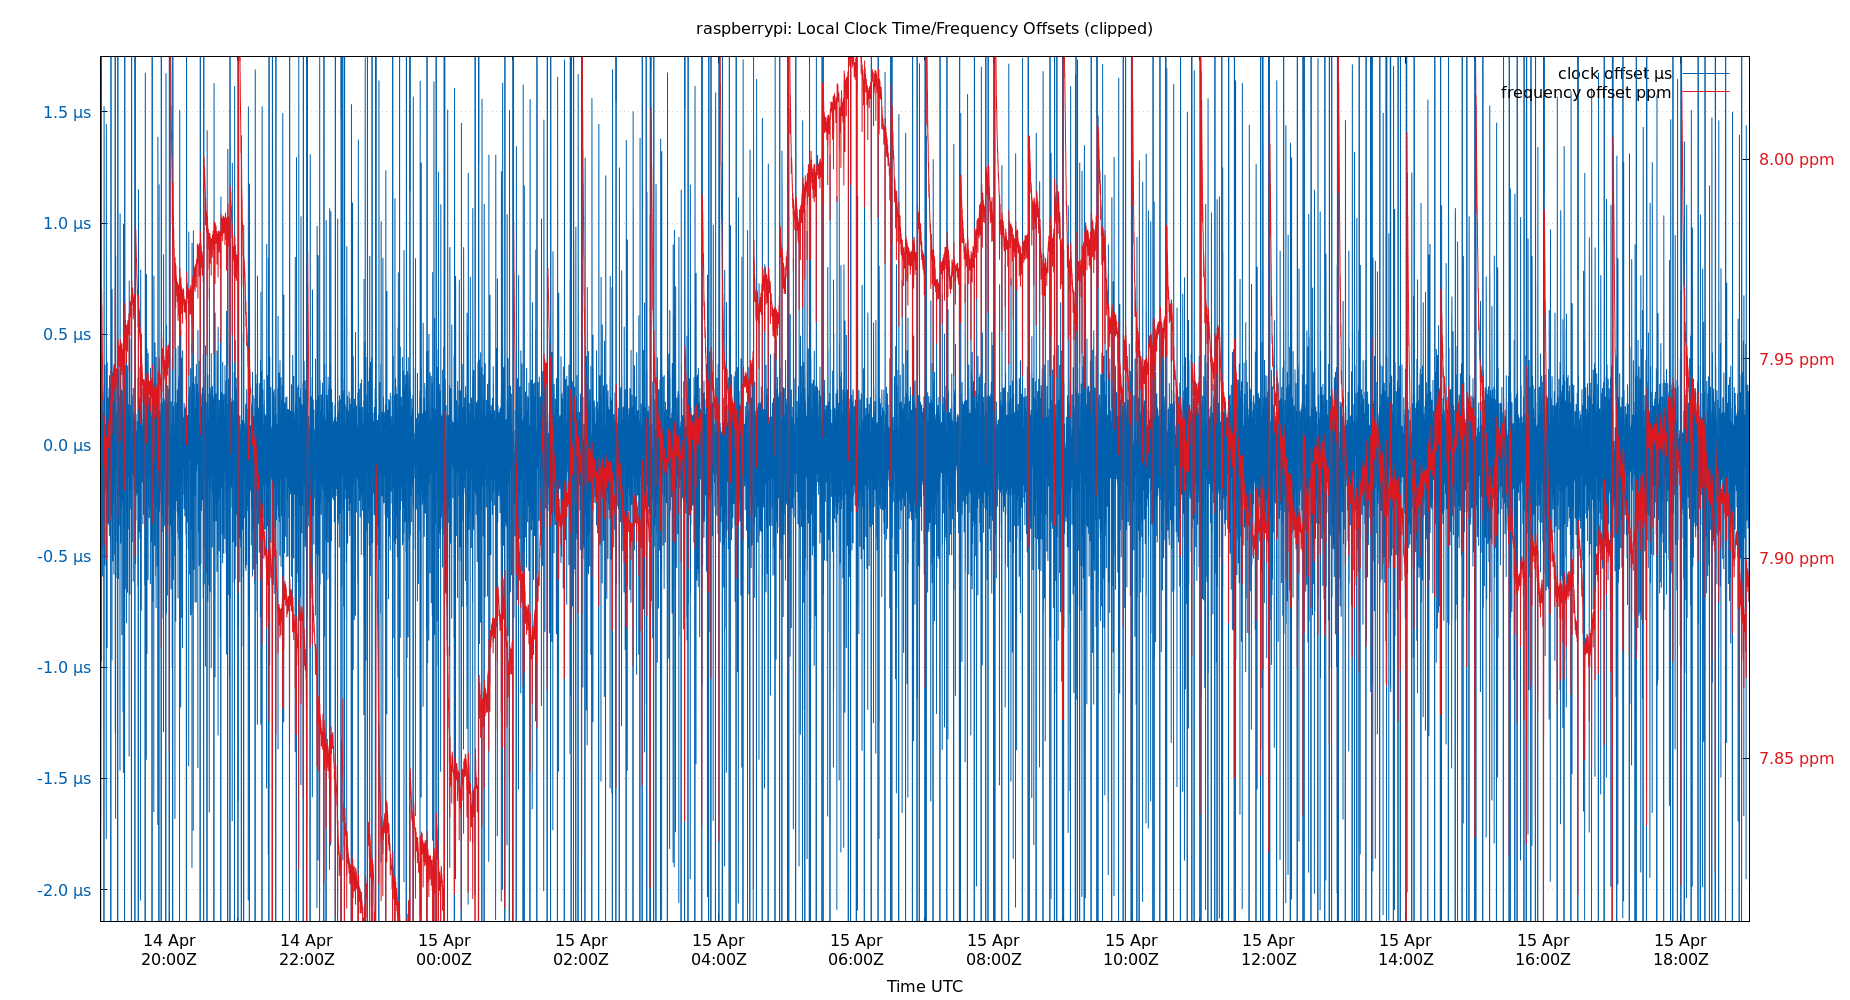 raspberrypi: Local Clock Time/Frequency Offsets (clipped)
clock offset µs
frequency offset ppm
1.5 µs
1.0 µs
0.5 µs
0.0 µs
-0.5 µs
-1.0 µs
-1.5 µs
-2.0 µs
8.00 ppm
7.95 ppm
7.90 ppm
7.85 ppm
14 Apr 14 Apr 15 Apr 15 Apr 15 Apr 15 Apr 15 Apr 15 Apr 15 Apr 15 Apr 15 Apr 15 Apr
20:00Z 22:00Z 00:00Z 02:00Z 04:00Z 06:00Z 08:00Z 10:00Z 12:00Z 14:00Z 16:00Z 18:00Z
Time UTC